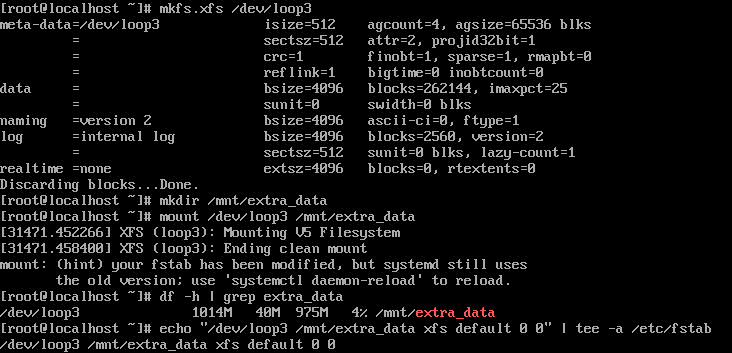 [root@localhost ~]# mkfs.xfs /dev/loop3
meta-data=/dev/loop3             isize=512    agcount=4, agsize=65536 blks
         =                       sectsz=512   attr=2, projid32bit=1
         =                       crc=1        finobt=1, sparse=1, rmapbt=0
         =                       reflink=1    bigtime=0 inobtcount=0
data     =                       bsize=4096   blocks=262144, imaxpct=25
         =                       sunit=0      swidth=0 blks
naming   =version 2              bsize=4096   ascii-ci=0, ftype=1
log      =internal log           bsize=4096   blocks=2560, version=2
         =                       sectsz=512   sunit=0 blks, lazy-count=1
realtime =none                   extsz=4096   blocks=0, rtextents=0
Discarding blocks...Done.
[root@localhost ~]# mkdir /mnt/extra_data
[root@localhost ~]# mount /dev/loop3 /mnt/extra_data
[31471.452266] XFS (loop3): Mounting V5 Filesystem
[31471.458400] XFS (loop3): Ending clean mount
mount: (hint) your fstab has been modified, but systemd still uses
       the old version; use 'systemctl daemon-reload' to reload.
[root@localhost ~]# df -h | grep extra_data
/dev/loop3             1014M   40M  975M   4% /mnt/extra_data
[root@localhost ~]# echo "/dev/loop3 /mnt/extra_data xfs default 0 0" | tee -a /etc/fstab
/dev/loop3 /mnt/extra_data xfs default 0 0